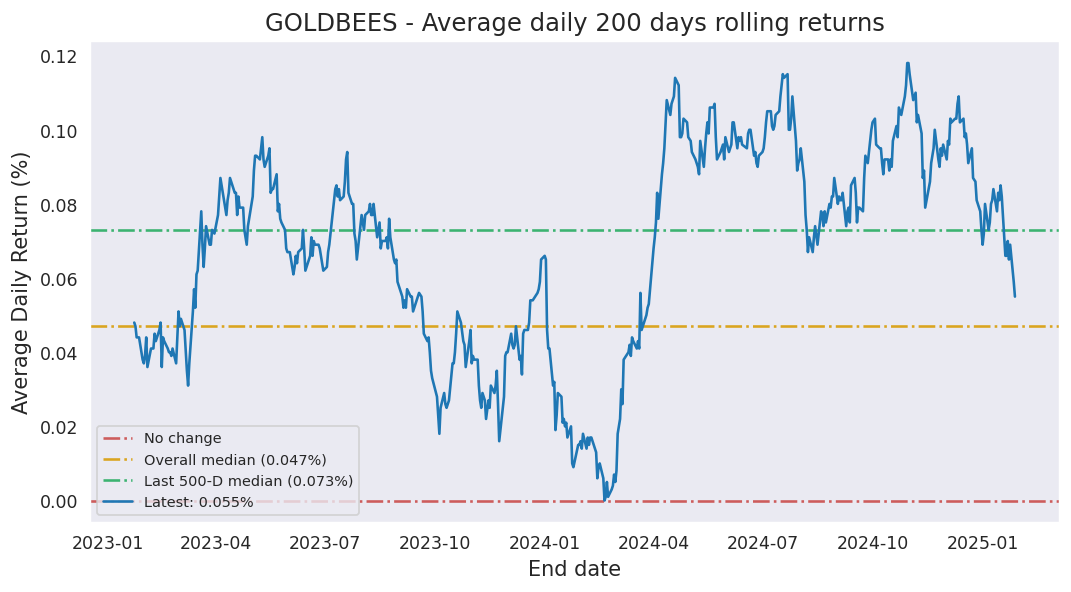 GOLDBEES - Average daily 200 days rolling returns
Average Daily Return (%)
0.12
0.10
0.08
0.06
0.04
0.02
0.00
No change
Overall median (0.047%)
Last 500-D median (0.073%)
Latest: 0.055%
2023-01 2023-04 2023-07 2023-10 2024-01 2024-04 2024-07 2024-10 2025-01
End date